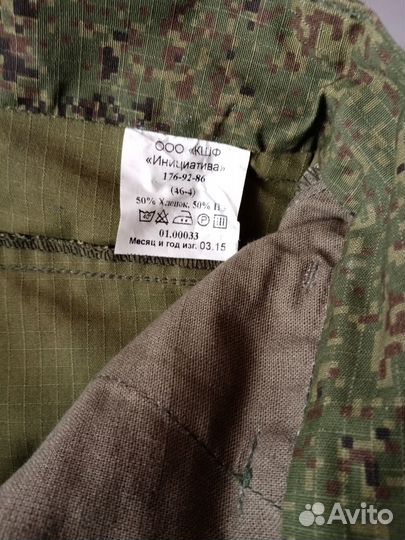 ООО «КШФ
«Инициатива»
176-92-86
(46-4)
50% Хлопок, 50%
01.00033
Месяц и год изг. 03.15
Avito